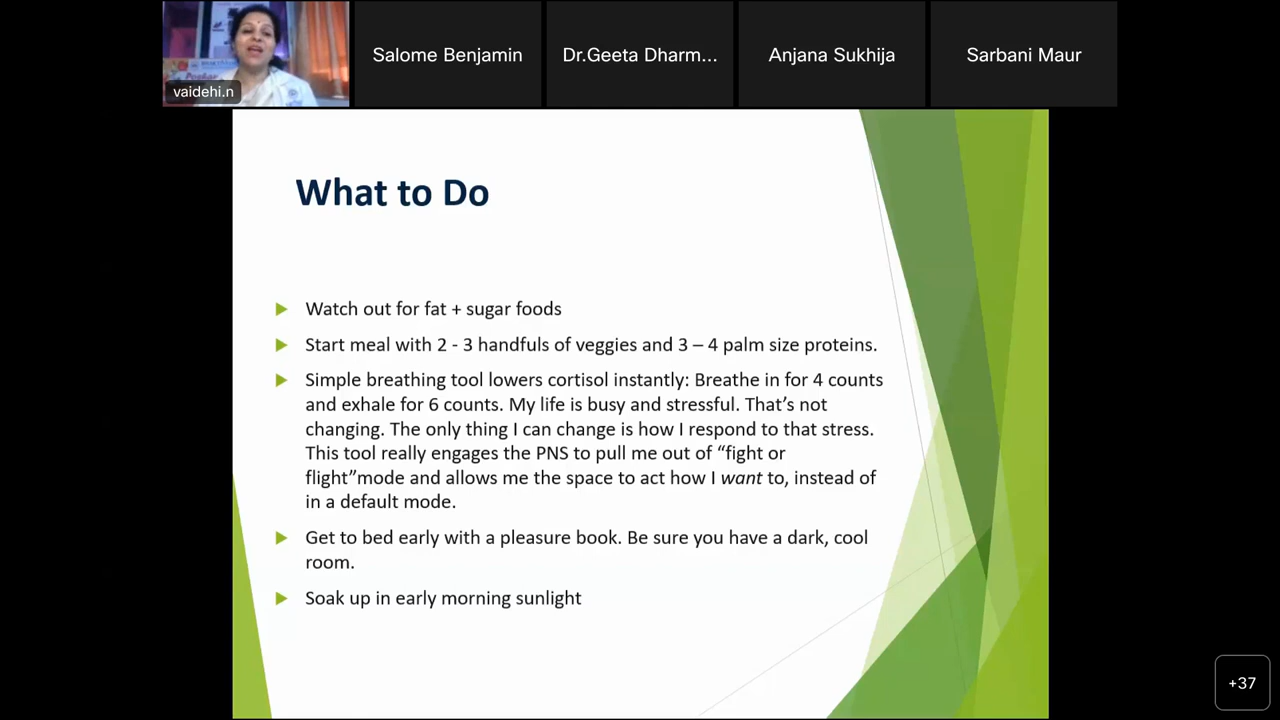 vaidehi.n
Salome Benjamin
Dr.Geeta Dharm...
Anjana Sukhija
Sarbani Maur
What to Do
Watch out for fat + sugar foods
Start meal with 2 - 3 handfuls of veggies and 3 – 4 palm size proteins.
Simple breathing tool lowers cortisol instantly: Breathe in for 4 counts
and exhale for 6 counts. My life is busy and stressful. That’s not
changing. The only thing I can change is how I respond to that stress.
This tool really engages the PNS to pull me out of “fight or
flight”mode and allows me the space to act how I want to, instead of
in a default mode.
Get to bed early with a pleasure book. Be sure you have a dark, cool
room.
Soak up in early morning sunlight
+37